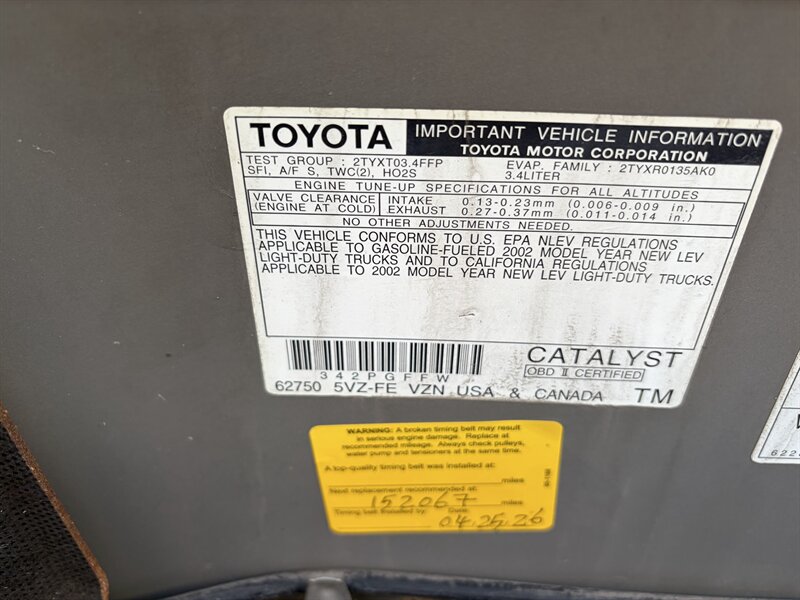 TOYOTA IMPORTANT VEHICLE INFORMATION
TOYOTA MOTOR CORPORATION
TEST GROUP : 2TYXT03.4FFP EVAP. FAMILY : 2TYXR0135AK0
SFI, A/F S, TWC(2), HO2S 3.4LITER
ENGINE TUNE-UP SPECIFICATIONS FOR ALL ALTITUDES
VALVE CLEARANCE INTAKE 0.13-0.23mm (0.006-0.009 in.)
(ENGINE AT COLD) EXHAUST 0.27-0.37mm (0.011-0.014 in.)
NO OTHER ADJUSTMENTS NEEDED.
THIS VEHICLE CONFORMS TO U.S. EPA NLEV REGULATIONS
APPLICABLE TO GASOLINE-FUELED 2002 MODEL YEAR NEW LEV
LIGHT-DUTY TRUCKS AND TO CALIFORNIA REGULATIONS
APPLICABLE TO 2002 MODEL YEAR NEW LEV LIGHT-DUTY TRUCKS.
342PGFFW
CATALYST
OBD II CERTIFIED
62750 5VZ-FE VZN USA & CANADA TM
WARNING: A broken timing belt may result
in serious engine damage. Replace at
recommended mileage. Always check pulleys,
water pump and tensioners at the same time.
A top-quality timing belt was installed at:
miles
Next replacement recommended at:
152067 miles
Timing belt installed by: Date:
04.25.26